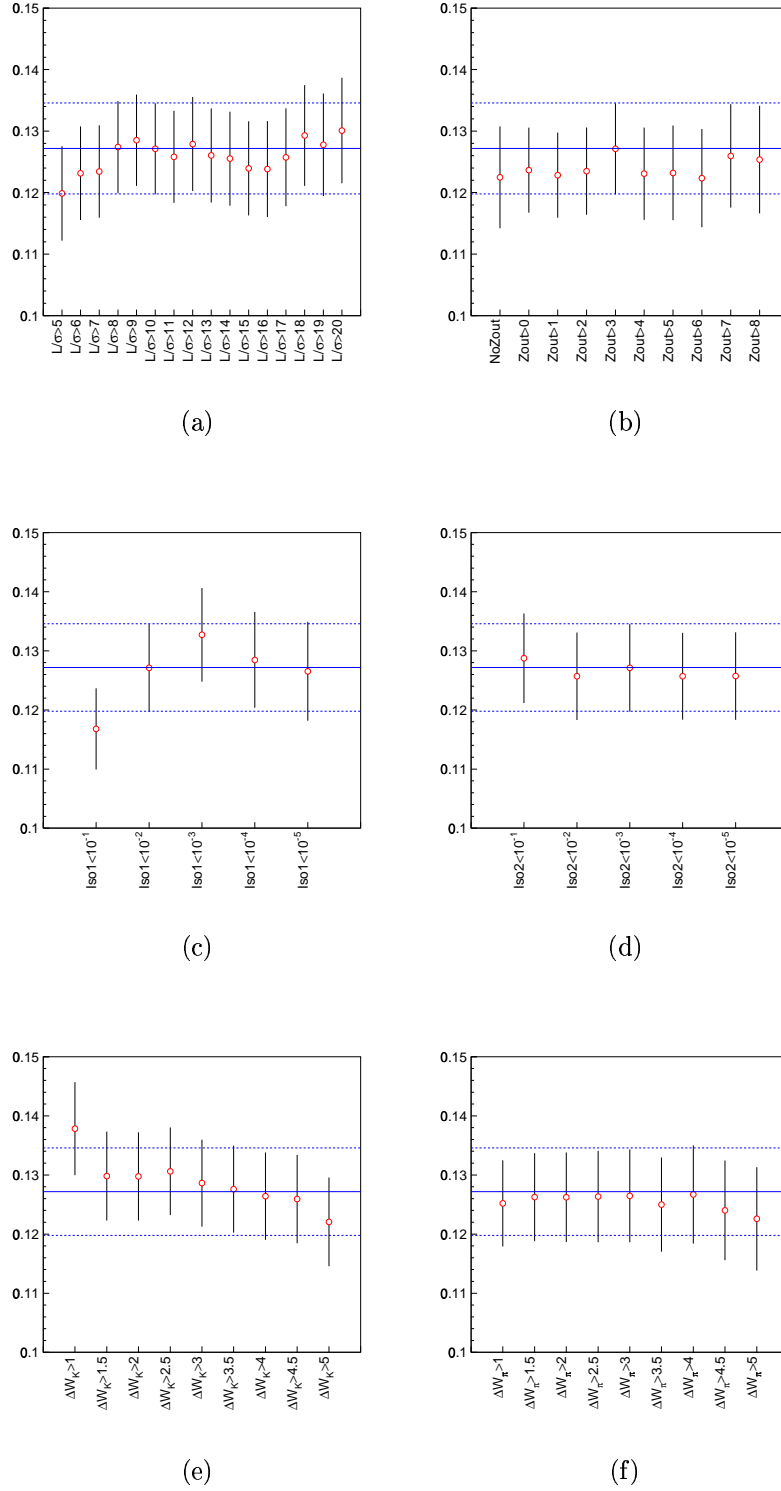 0.15
0.14
0.13
0.12
0.11
0.1
L/σ>5
L/σ>6
L/σ>7
L/σ>8
L/σ>9
L/σ>10
L/σ>11
L/σ>12
L/σ>13
L/σ>14
L/σ>15
L/σ>16
L/σ>17
L/σ>18
L/σ>19
L/σ>20
(a)
0.15
0.14
0.13
0.12
0.11
0.1
NoZout
Zout>0
Zout>1
Zout>2
Zout>3
Zout>4
Zout>5
Zout>6
Zout>7
Zout>8
(b)
0.15
0.14
0.13
0.12
0.11
0.1
Iso1<10⁻¹
Iso1<10⁻²
Iso1<10⁻³
Iso1<10⁻⁴
Iso1<10⁻⁵
(c)
0.15
0.14
0.13
0.12
0.11
0.1
Iso2<10⁻¹
Iso2<10⁻²
Iso2<10⁻³
Iso2<10⁻⁴
Iso2<10⁻⁵
(d)
0.15
0.14
0.13
0.12
0.11
0.1
ΔW_K>1
ΔW_K>1.5
ΔW_K>2
ΔW_K>2.5
ΔW_K>3
ΔW_K>3.5
ΔW_K>4
ΔW_K>4.5
ΔW_K>5
(e)
0.15
0.14
0.13
0.12
0.11
0.1
ΔW_π>1
ΔW_π>1.5
ΔW_π>2
ΔW_π>2.5
ΔW_π>3
ΔW_π>3.5
ΔW_π>4
ΔW_π>4.5
ΔW_π>5
(f)